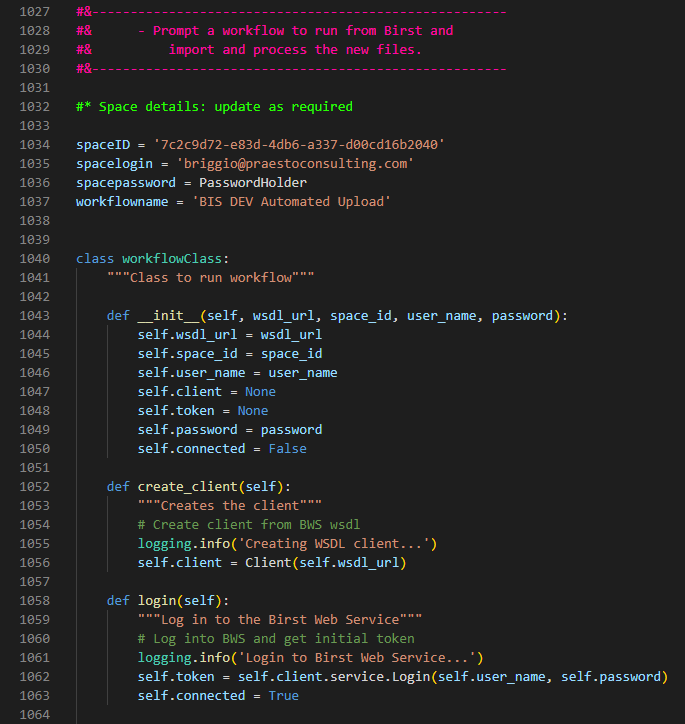 1027 #&------------------------------------------------------
1028 #&      - Prompt a workflow to run from Birst and
1029 #&          import and process the new files.
1030 #&------------------------------------------------------
1031
1032 #* Space details: update as required
1033
1034 spaceID = '7c2c9d72-e83d-4db6-a337-d00cd16b2040'
1035 spacelogin = 'briggio@praestoconsulting.com'
1036 spacepassword = PasswordHolder
1037 workflowname = 'BIS DEV Automated Upload'
1038
1039
1040 class workflowClass:
1041     """Class to run workflow"""
1042
1043     def __init__(self, wsdl_url, space_id, user_name, password):
1044         self.wsdl_url = wsdl_url
1045         self.space_id = space_id
1046         self.user_name = user_name
1047         self.client = None
1048         self.token = None
1049         self.password = password
1050         self.connected = False
1051
1052     def create_client(self):
1053         """Creates the client"""
1054         # Create client from BWS wsdl
1055         logging.info('Creating WSDL client...')
1056         self.client = Client(self.wsdl_url)
1057
1058     def login(self):
1059         """Log in to the Birst Web Service"""
1060         # Log into BWS and get initial token
1061         logging.info('Login to Birst Web Service...')
1062         self.token = self.client.service.Login(self.user_name, self.password)
1063         self.connected = True
1064